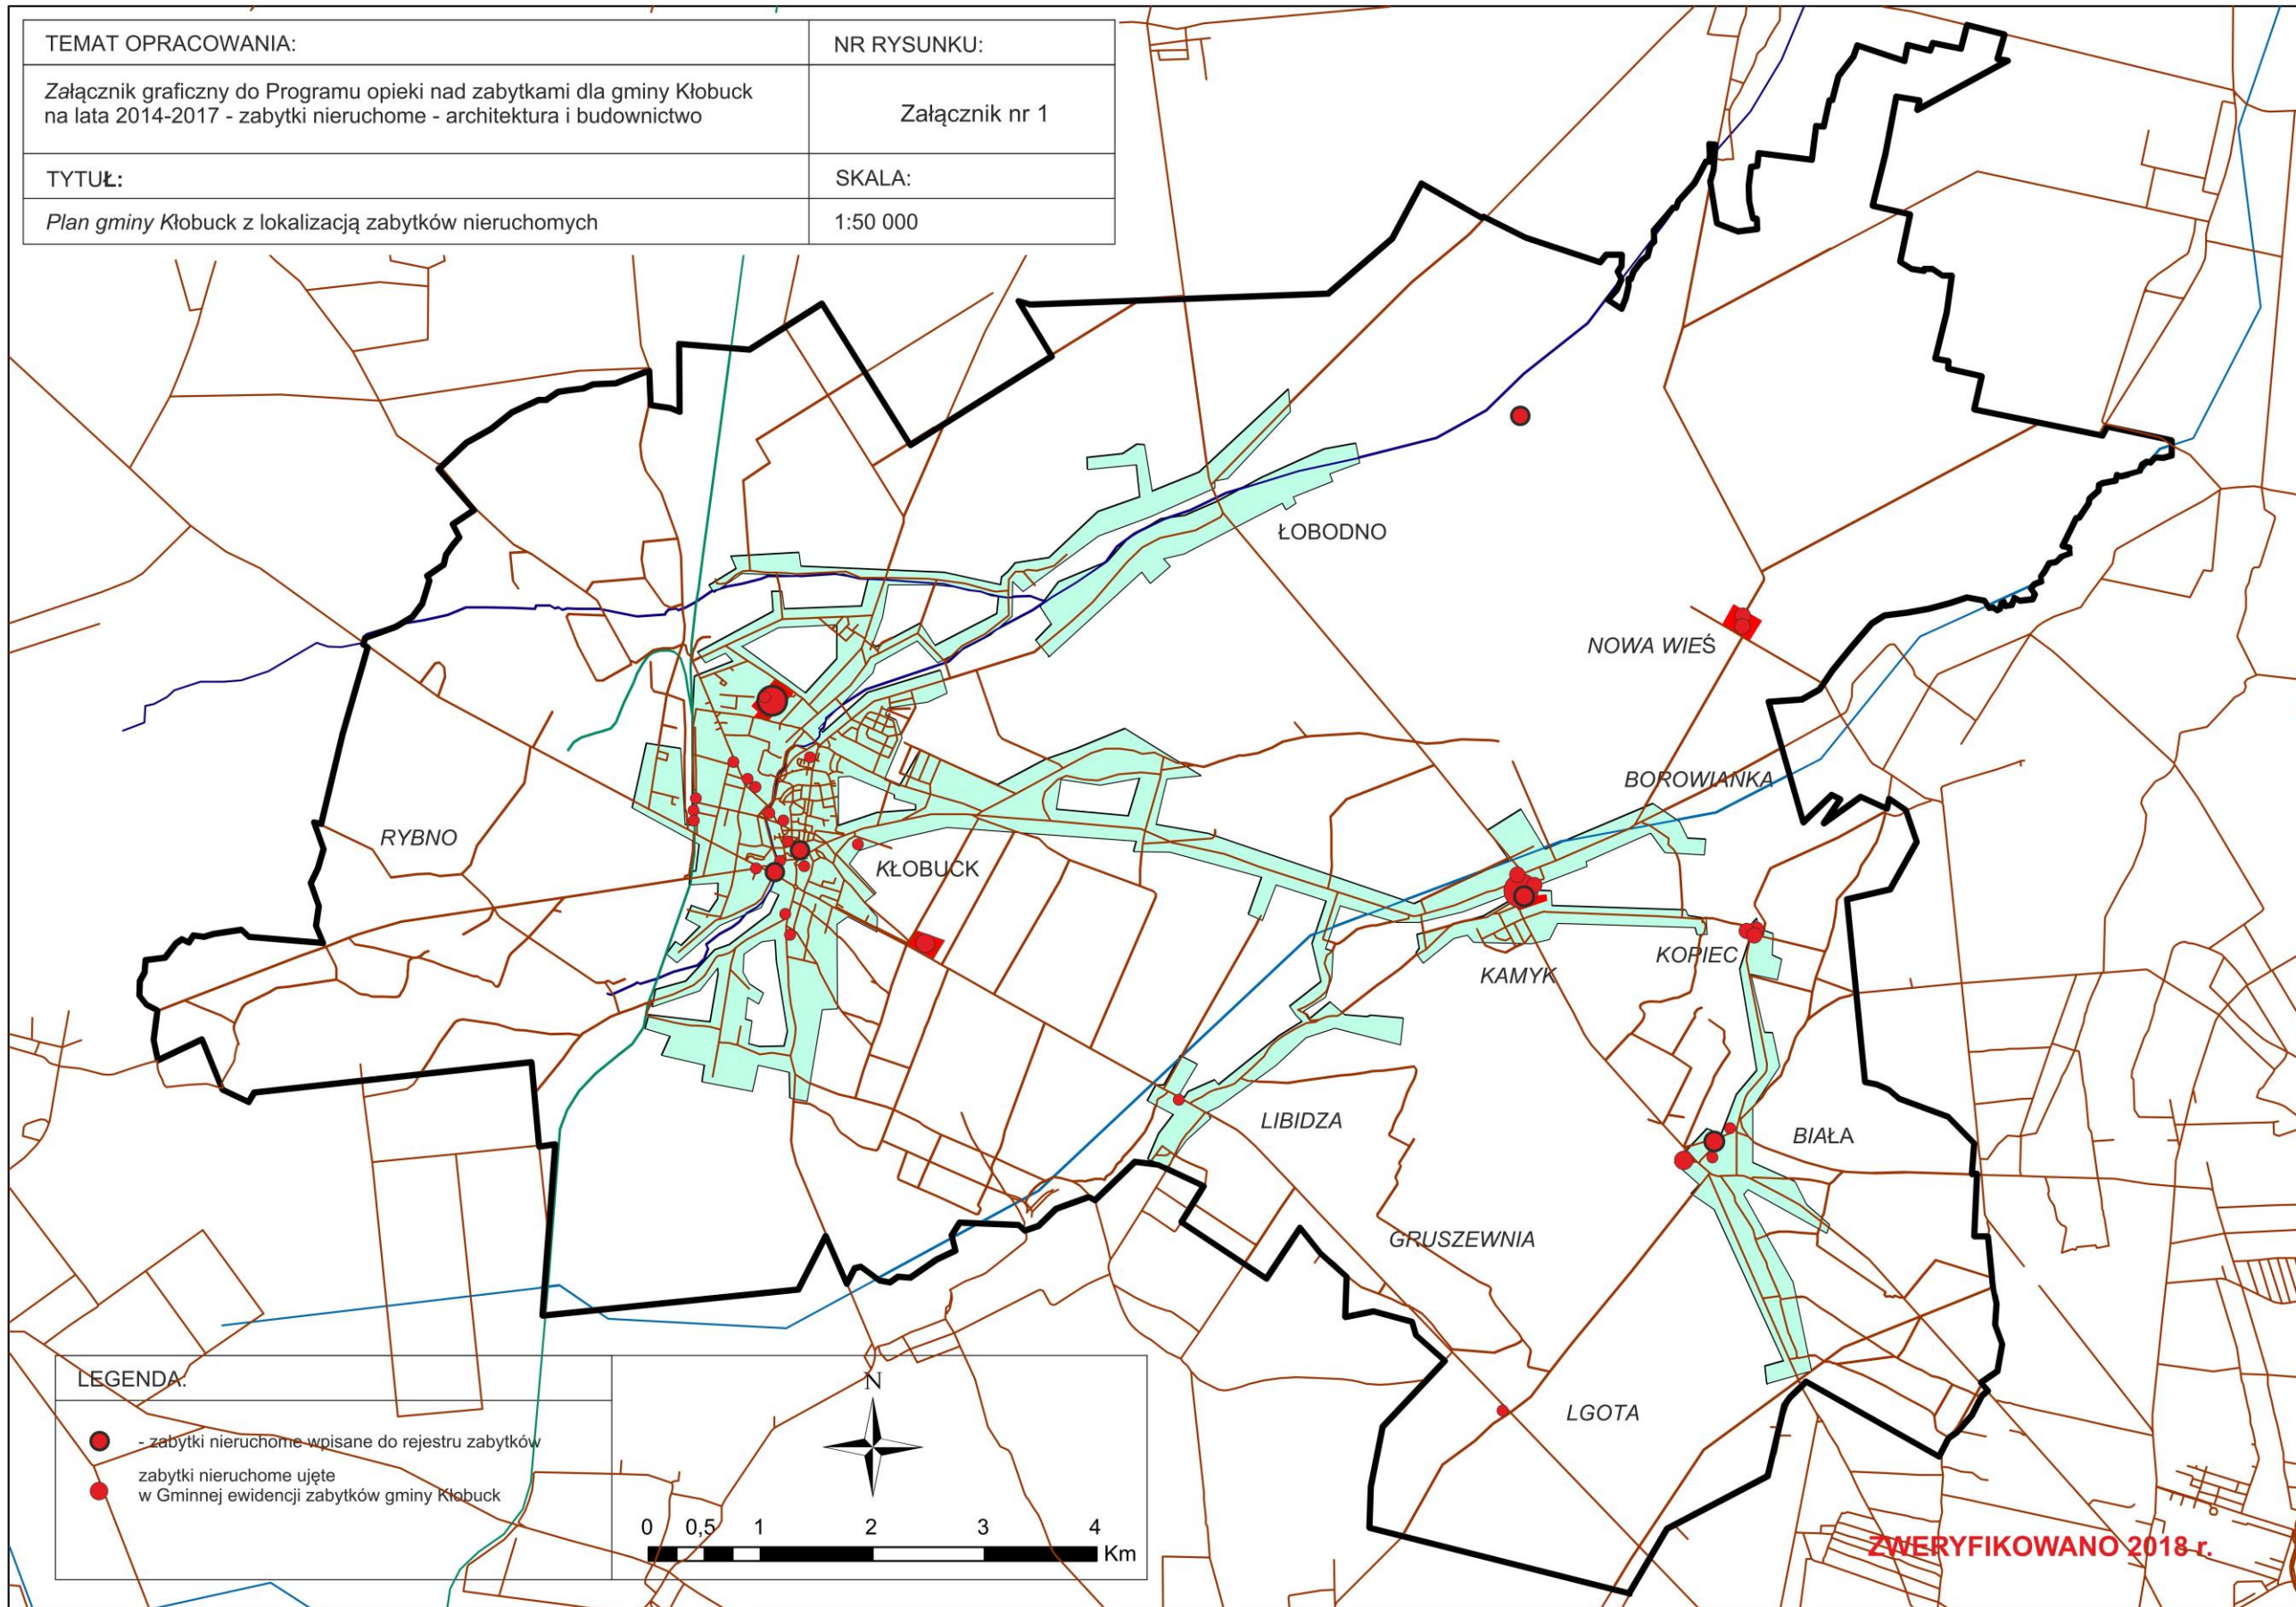 TEMAT OPRACOWANIA:
NR RYSUNKU:
Załącznik graficzny do Programu opieki nad zabytkami dla gminy Kłobuck
na lata 2014-2017 - zabytki nieruchome - architektura i budownictwo
Załącznik nr 1
TYTUŁ:
SKALA:
Plan gminy Kłobuck z lokalizacją zabytków nieruchomych
1:50 000
ŁOBODNO
NOWA WIEŚ
BOROWIANKA
RYBNO
KŁOBUCK
KOPIEC
KAMYK
LIBIDZA
BIAŁA
GRUSZEWNIA
LGOTA
LEGENDA:
- zabytki nieruchome wpisane do rejestru zabytków
zabytki nieruchome ujęte
w Gminnej ewidencji zabytków gminy Kłobuck
N
0 0,5 1 2 3 4
Km
ZWERYFIKOWANO 2018 r.